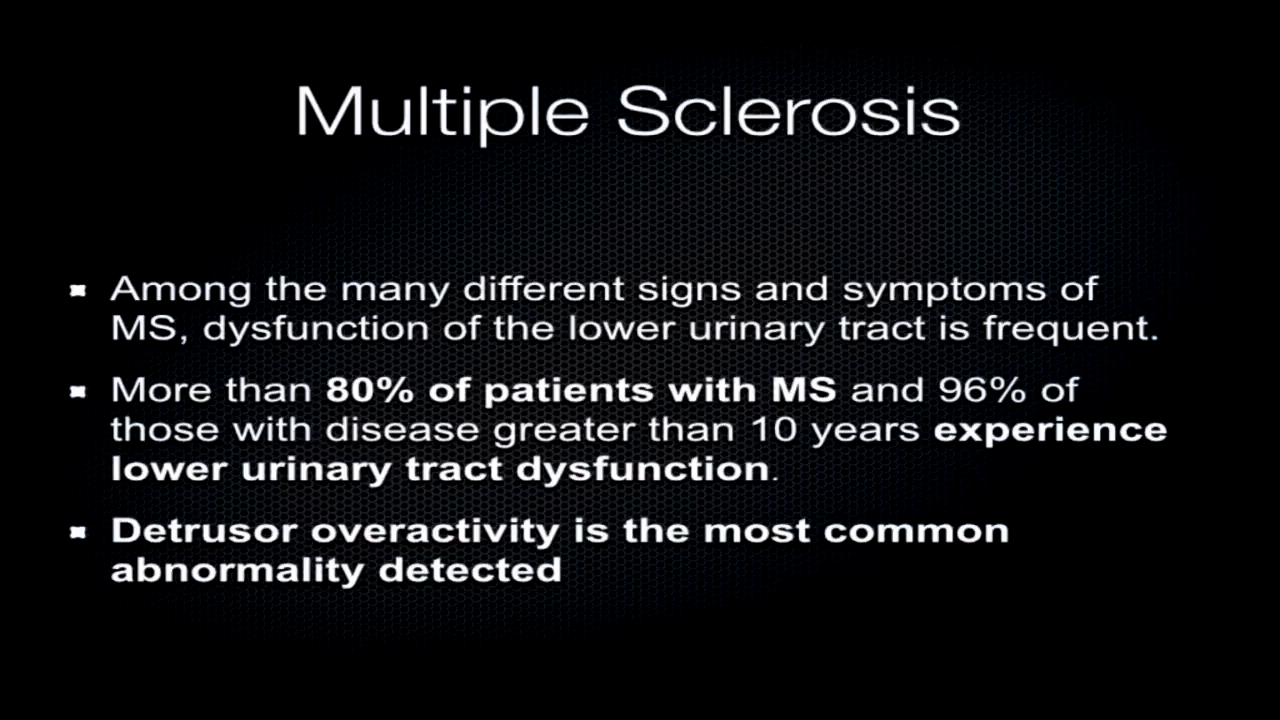 Multiple Sclerosis
Among the many different signs and symptoms of
MS, dysfunction of the lower urinary tract is frequent.
More than 80% of patients with MS and 96% of
those with disease greater than 10 years experience
lower urinary tract dysfunction.
Detrusor overactivity is the most common
abnormality detected